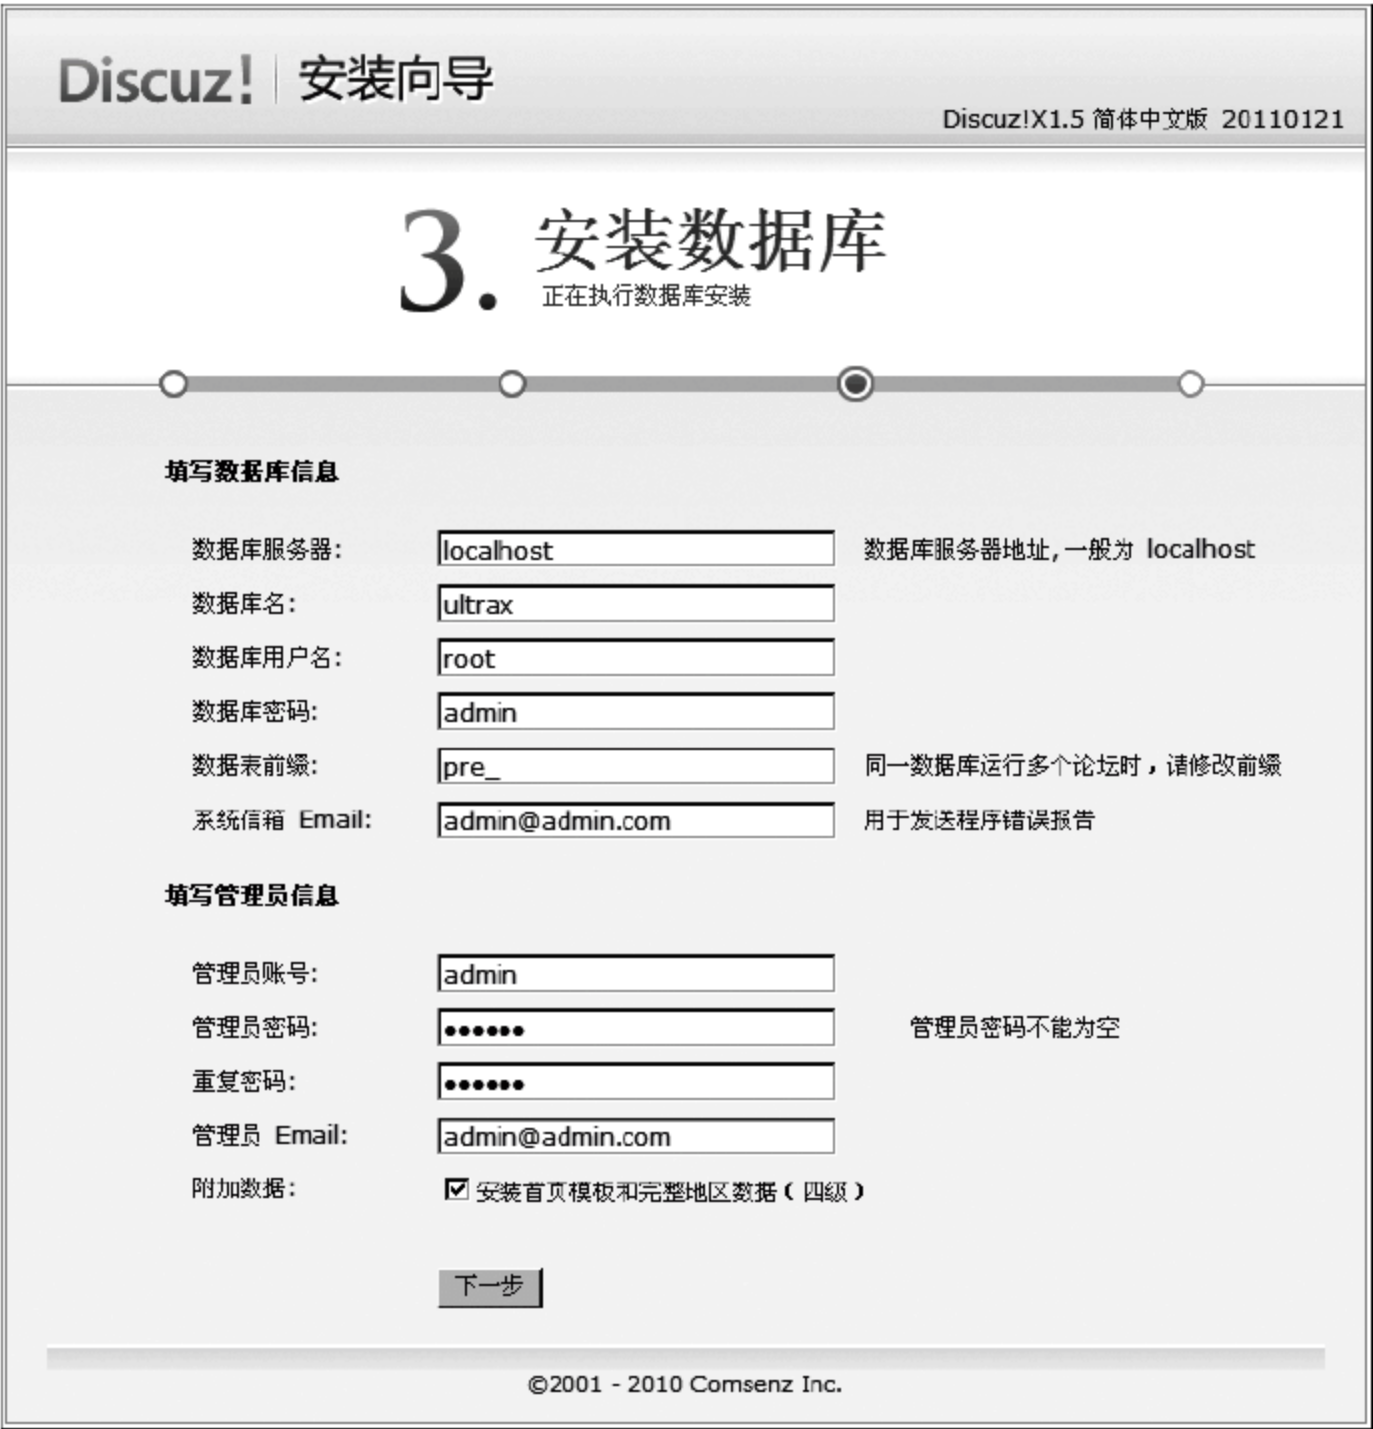 Discuz! 安装向导
Discuz!X1.5 简体中文版 20110121
3. 安装数据库
正在执行数据库安装
填写数据库信息
数据库服务器: localhost 数据库服务器地址,一般为 localhost
数据库名: ultrax
数据库用户名: root
数据库密码: admin
数据表前缀: pre_ 同一数据库运行多个论坛时，请修改前缀
系统信箱 Email: admin@admin.com 用于发送程序错误报告
填写管理员信息
管理员账号: admin
管理员密码: •••••• 管理员密码不能为空
重复密码: ••••••
管理员 Email: admin@admin.com
附加数据: 安装首页模板和完整地区数据（四级）
下一步
©2001 - 2010 Comsenz Inc.